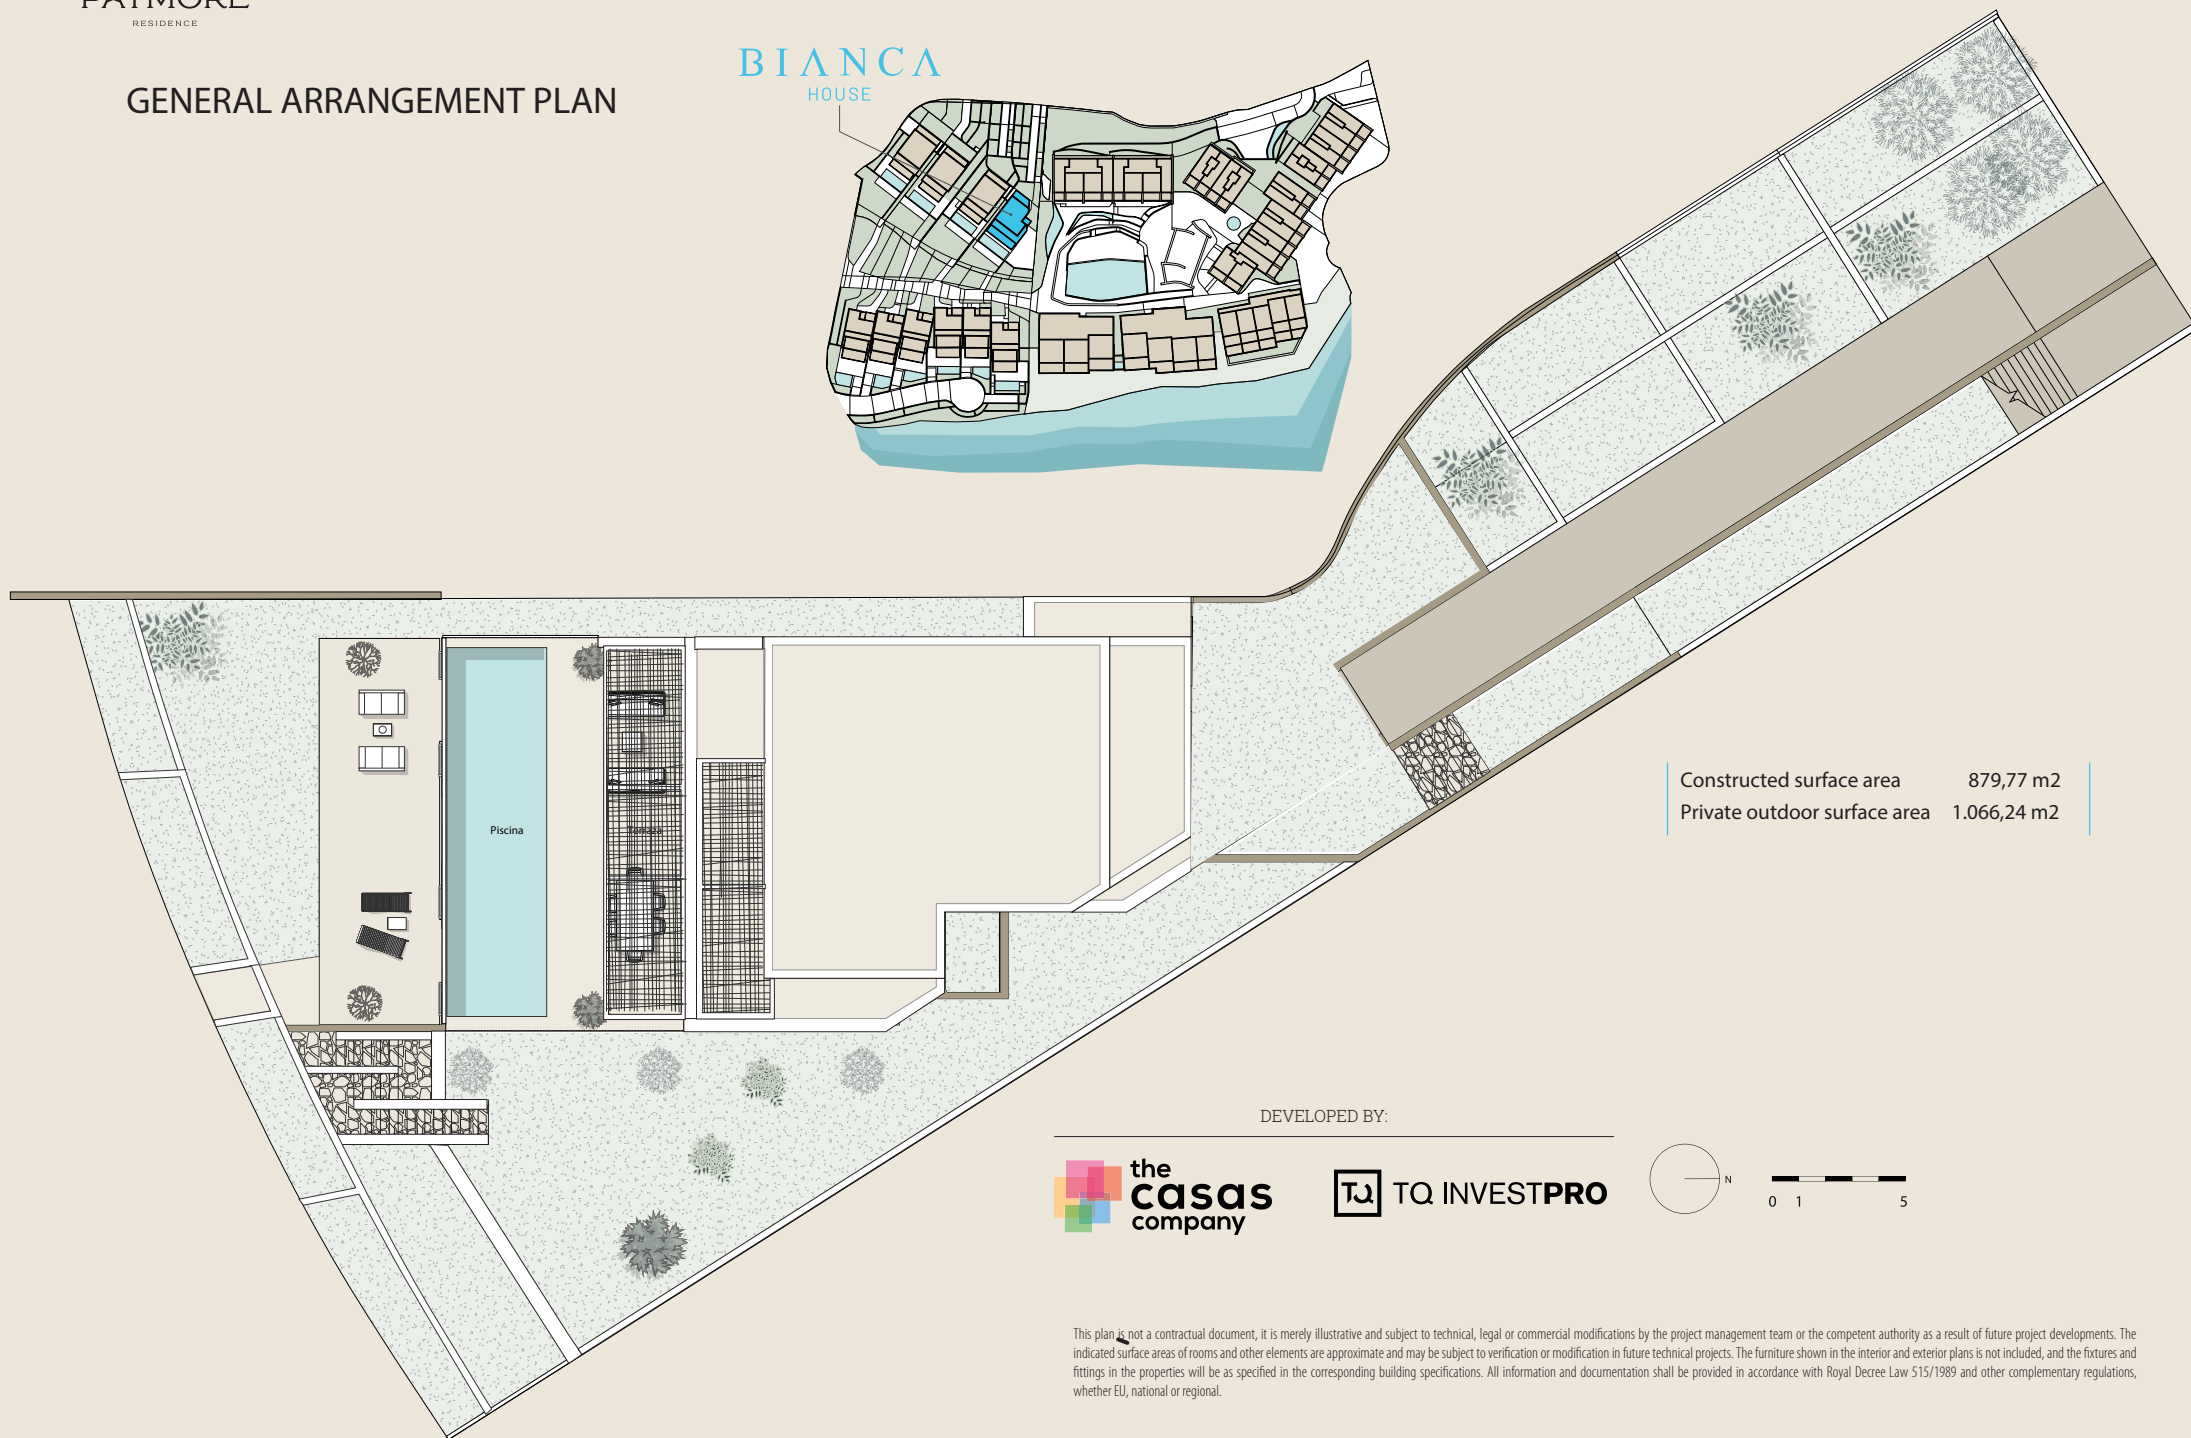 PATMORE
RESIDENCE
GENERAL ARRANGEMENT PLAN
BIANCA
HOUSE
Piscina
Terraza
Constructed surface area 879,77 m2
Private outdoor surface area 1.066,24 m2
DEVELOPED BY:
the
casas
company
TQ TQ INVESTPRO
N
0 1 5
This plan is not a contractual document, it is merely illustrative and subject to technical, legal or commercial modifications by the project management team or the competent authority as a result of future project developments. The
indicated surface areas of rooms and other elements are approximate and may be subject to verification or modification in future technical projects. The furniture shown in the interior and exterior plans is not included, and the fixtures and
fittings in the properties will be as specified in the corresponding building specifications. All information and documentation shall be provided in accordance with Royal Decree Law 515/1989 and other complementary regulations,
whether EU, national or regional.